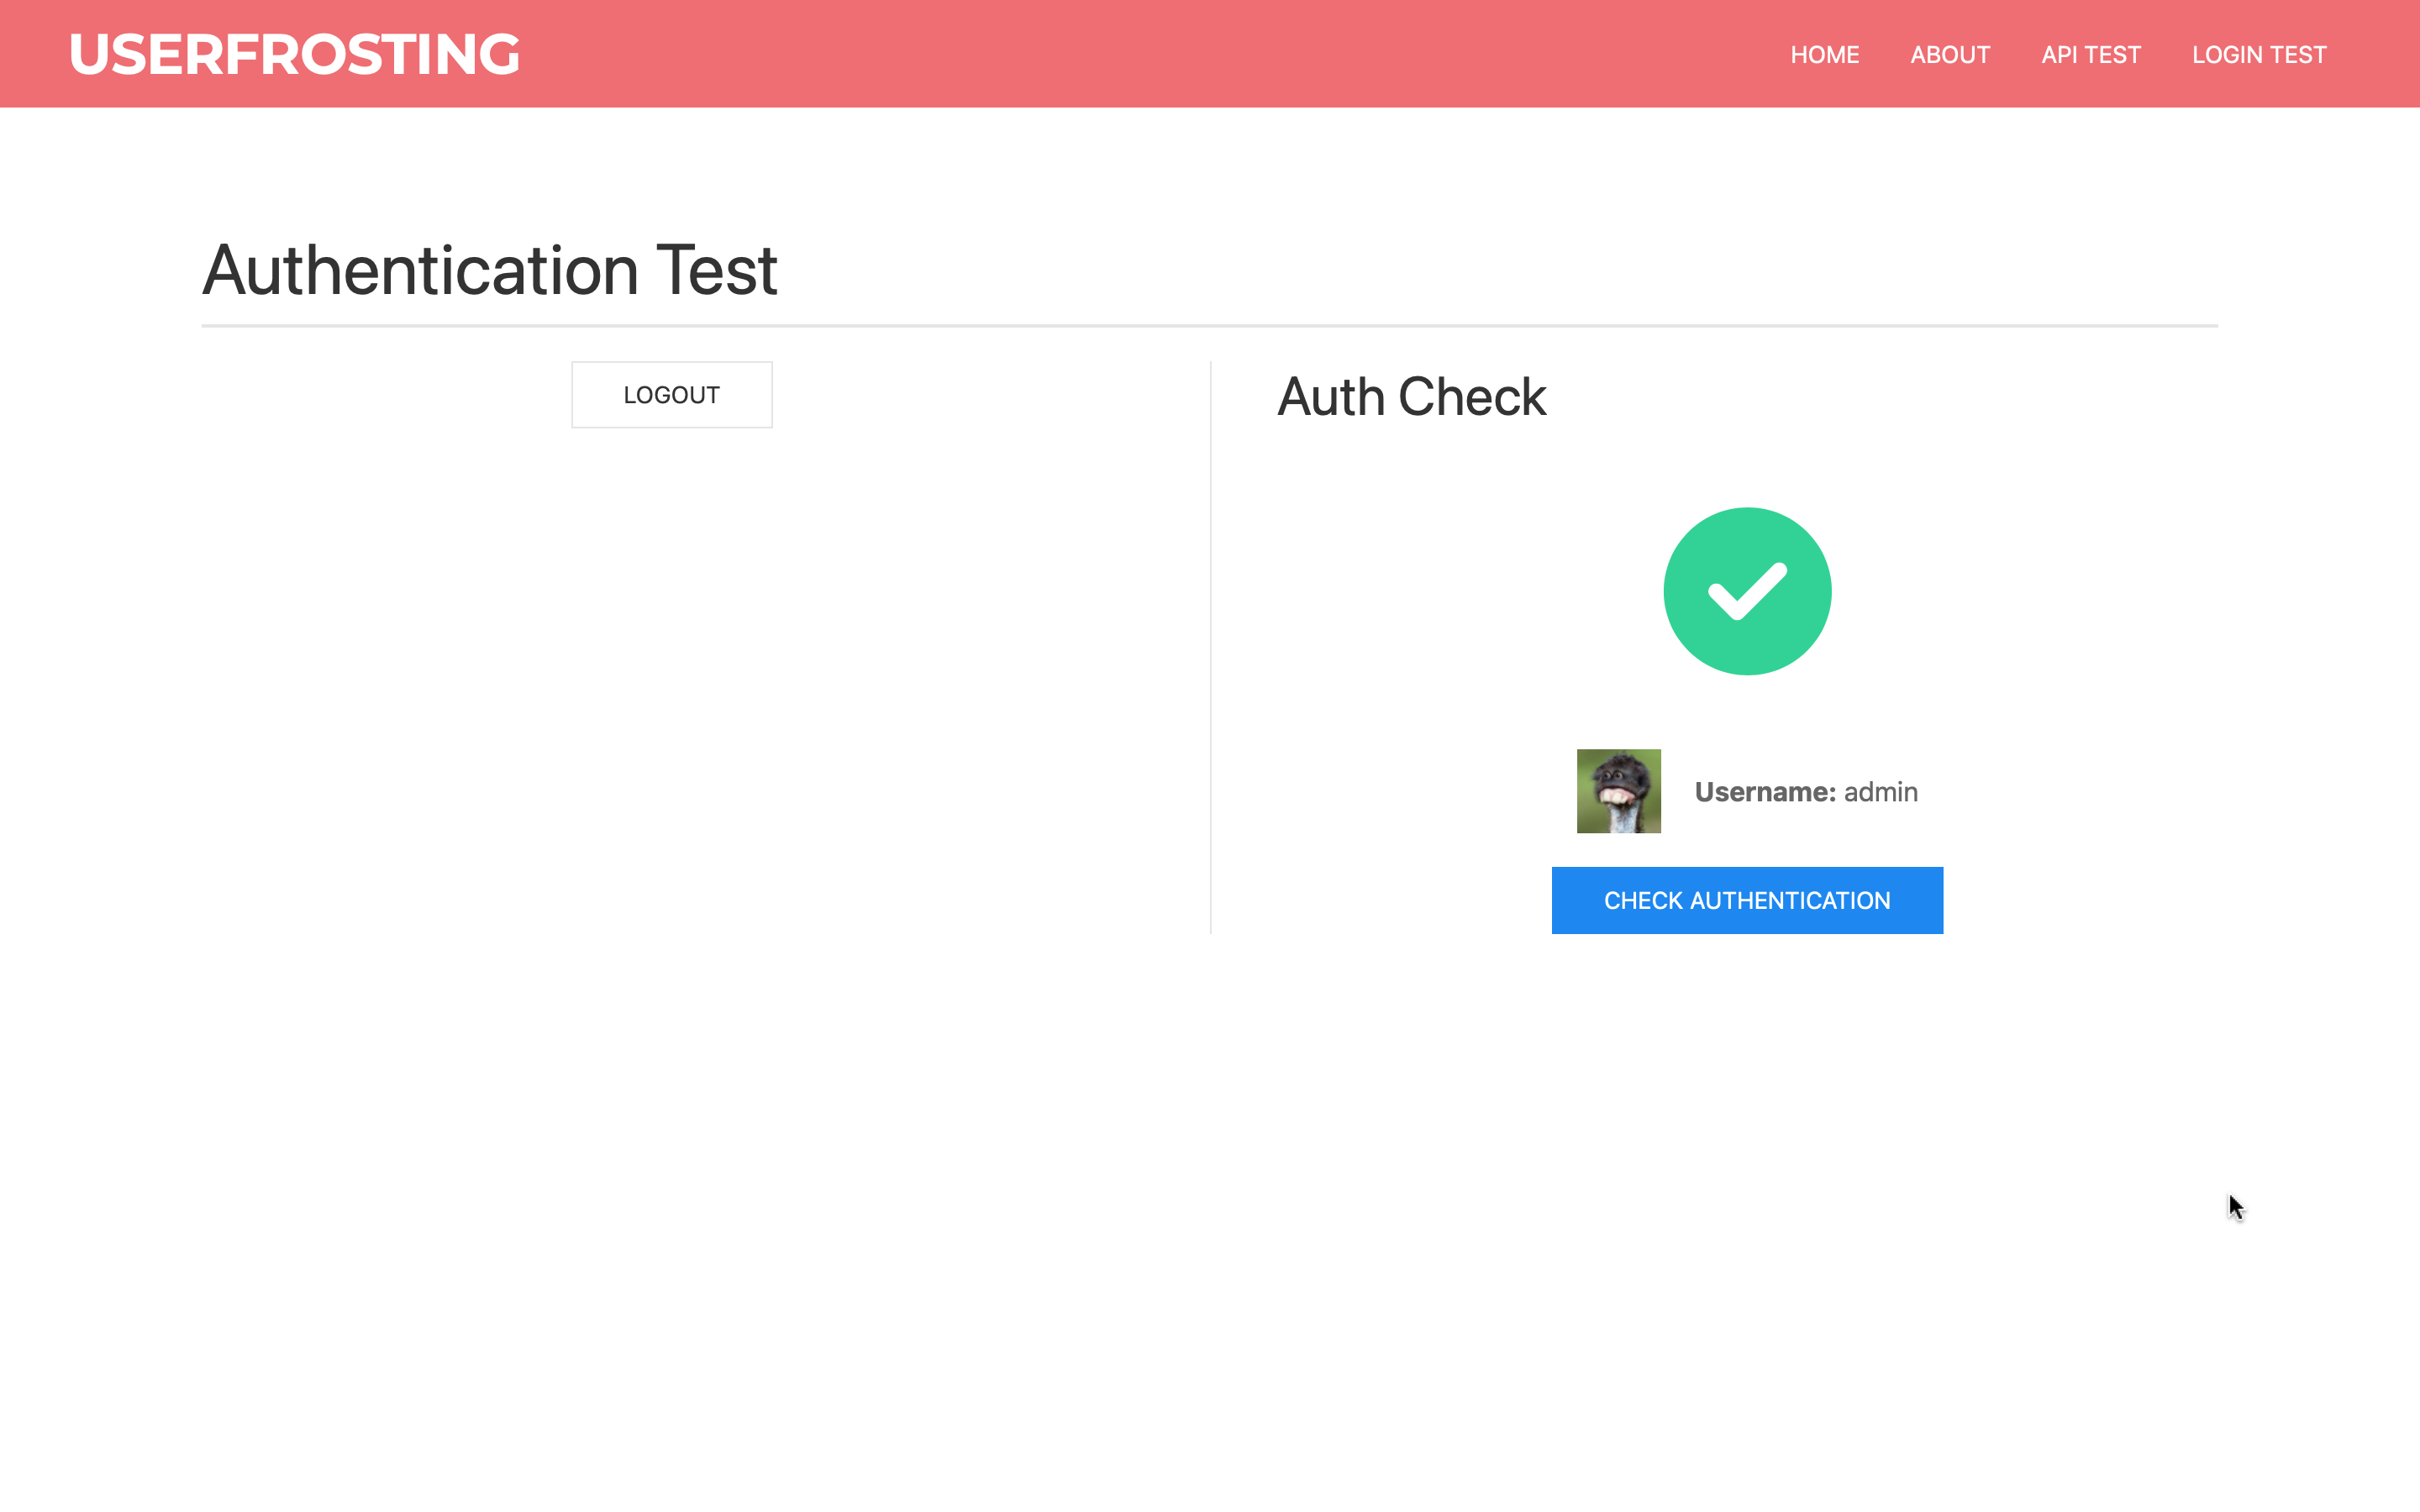 USERFROSTING
HOME ABOUT API TEST LOGIN TEST
Authentication Test
LOGOUT
Auth Check
Username: admin
CHECK AUTHENTICATION